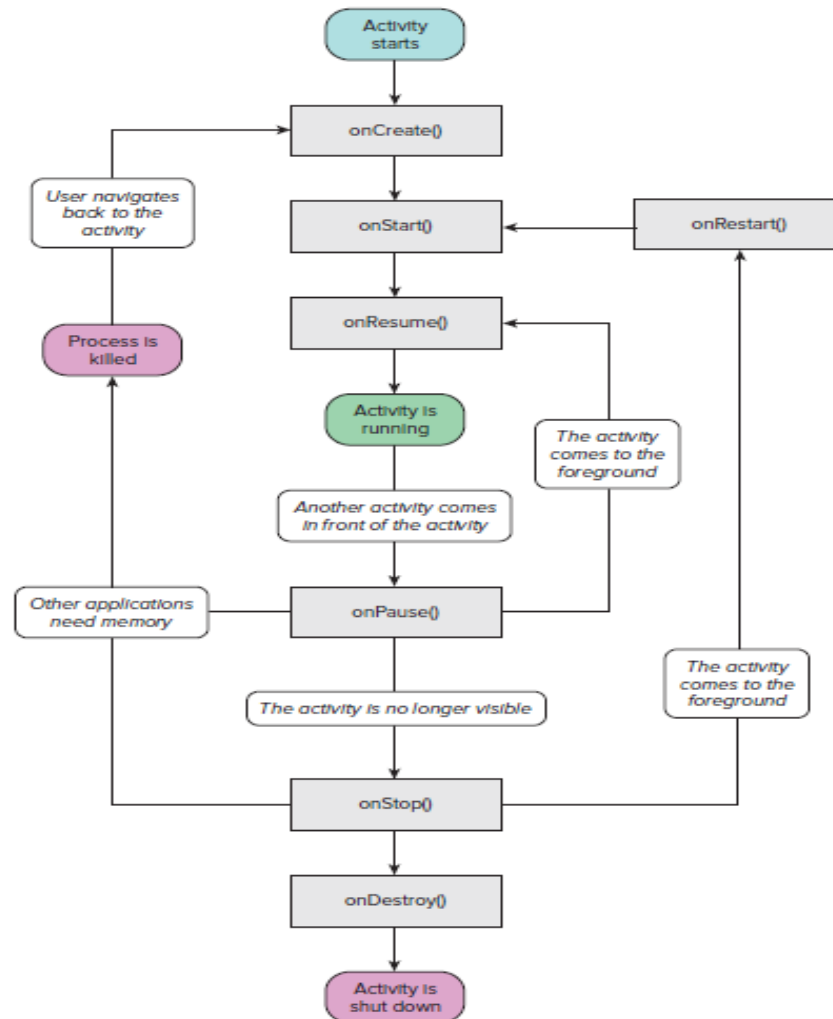 Activity
starts
onCreate()
User navigates
back to the
activity
onStart()
onRestart()
onResume()
Process is
killed
Activity is
running
The activity
comes to the
foreground
Another activity comes
in front of the activity
Other applications
need memory
onPause()
The activity
comes to the
foreground
The activity is no longer visible
onStop()
onDestroy()
Activity is
shut down